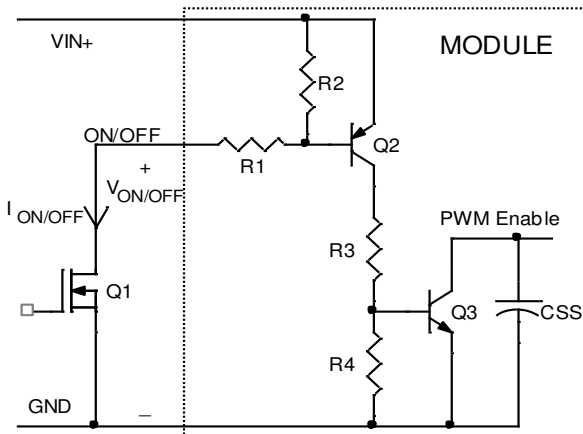 VIN+
MODULE
R2
ON/OFF
R1
Q2
+
V ON/OFF
I ON/OFF
PWM Enable
R3
Q1
Q3
CSS
R4
GND
_